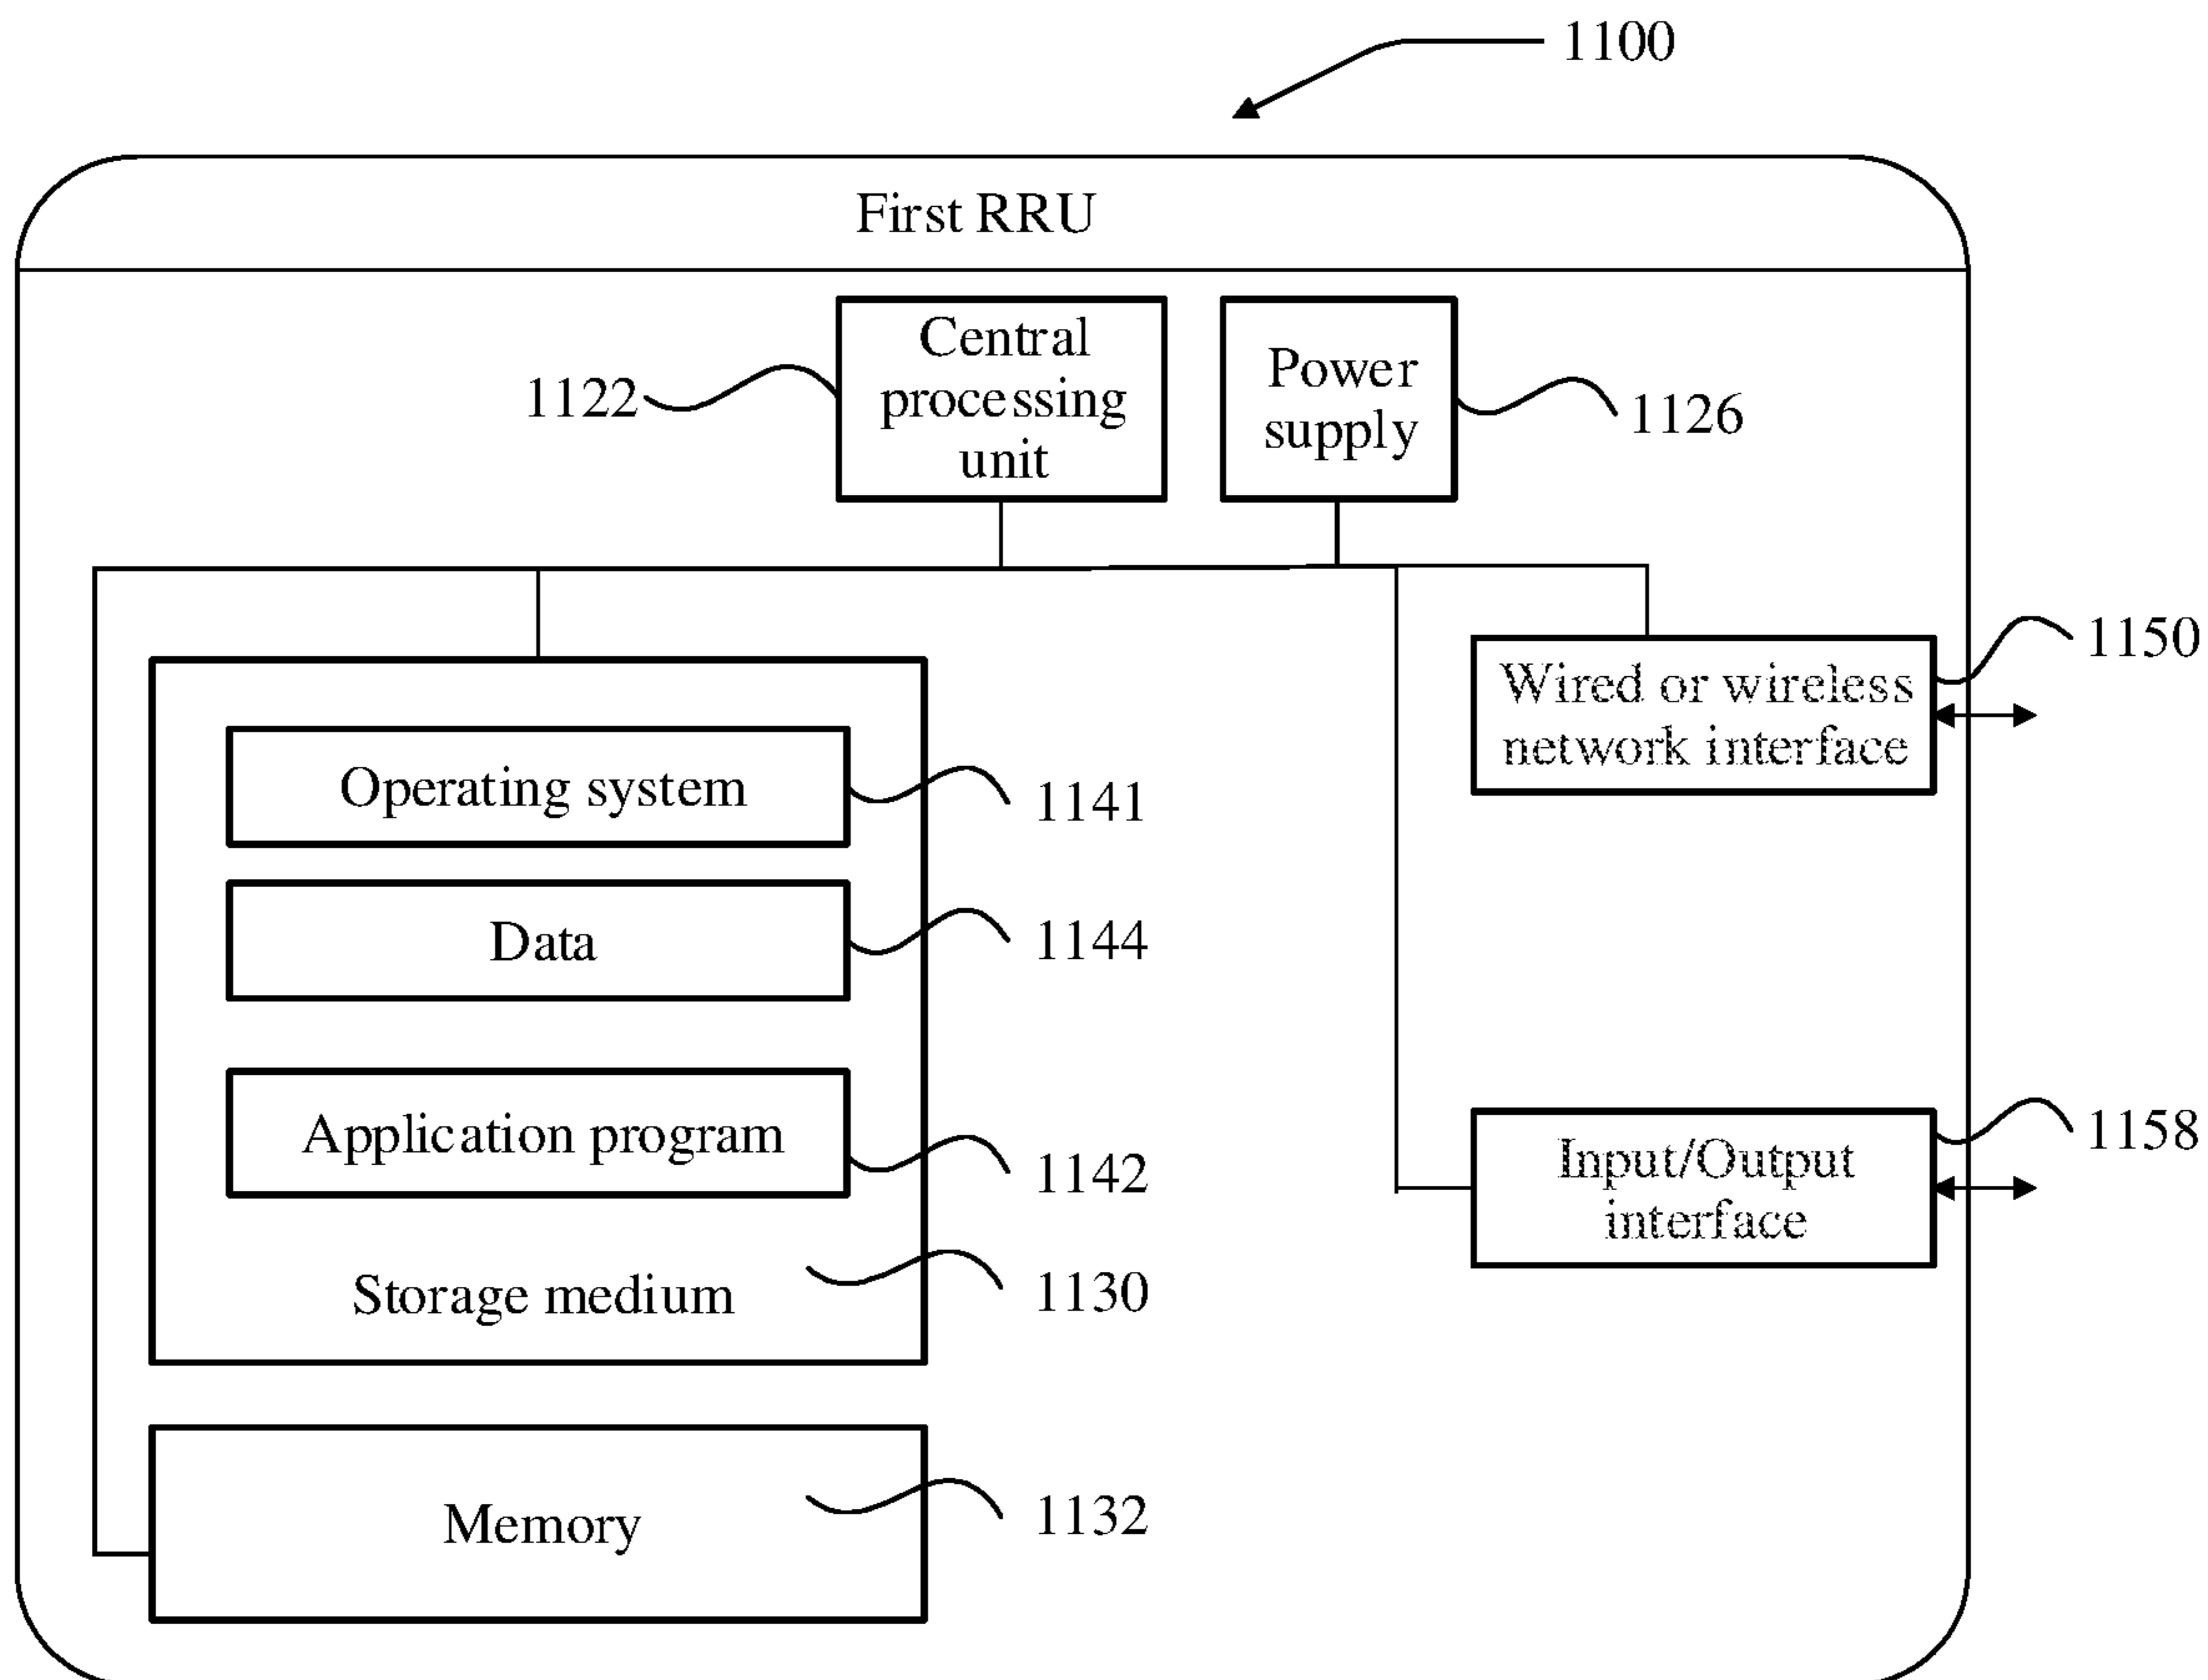 1100
First RRU
Central
processing
unit
1122
Power
supply
1126
Wired or wireless
network interface
1150
Operating system
1141
Data
1144
Application program
1142
Storage medium
1130
Input/Output
interface
1158
Memory
1132